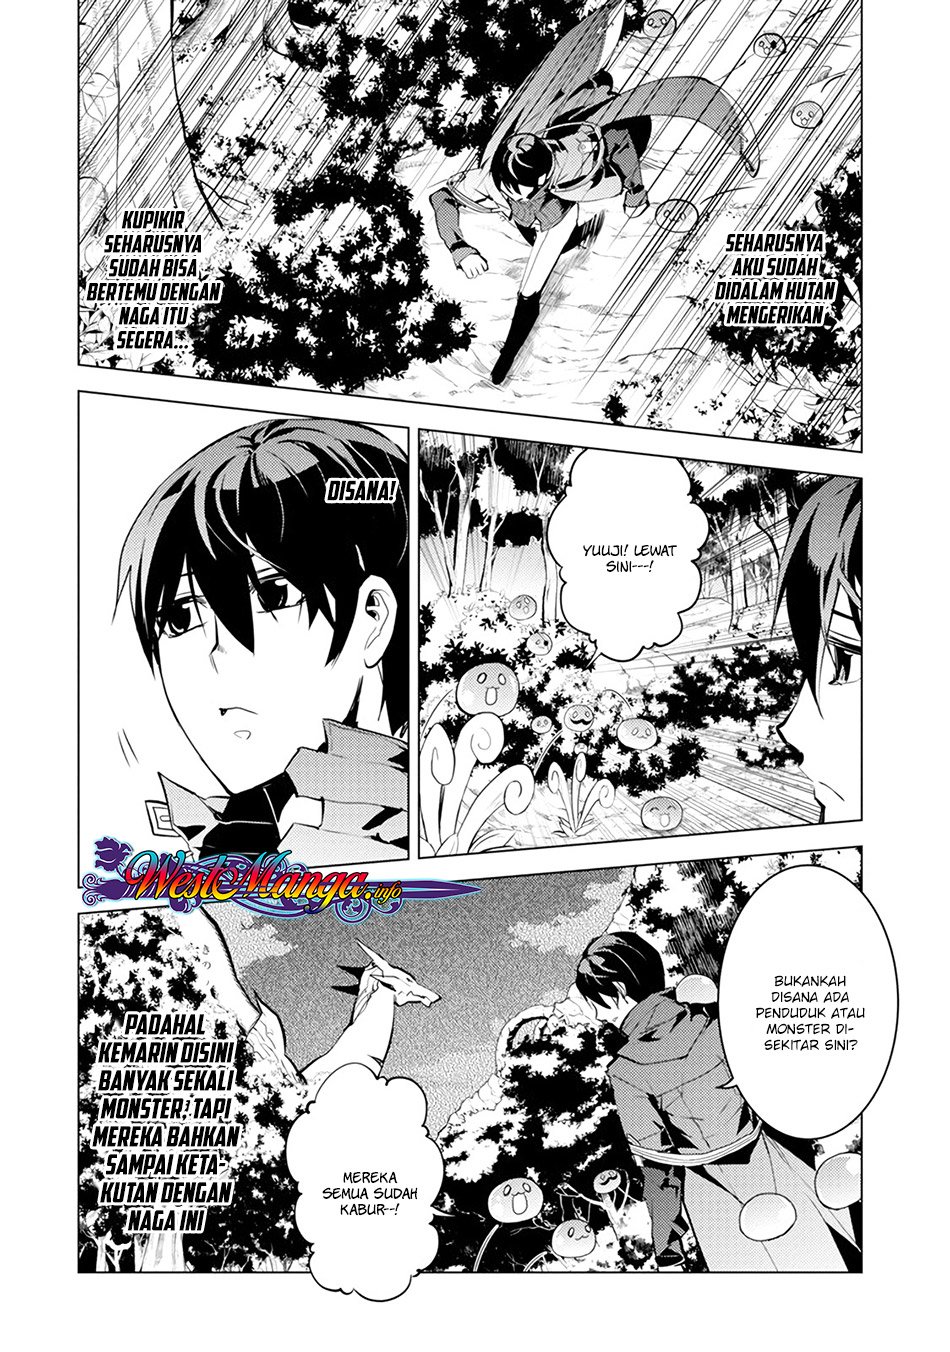 SEHARUSNYA
AKU SUDAH
DIDALAM HUTAN
MENGERIKAN
KUPIKIR
SEHARUSNYA
SUDAH BISA
BERTEMU DENGAN
NAGA ITU
SEGERA...
YUUJI! LEWAT
SINI---!
DISANA!
WestManga.info
BUKANKAH
DISANA ADA
PENDUDUK ATAU
MONSTER DI-
SEKITAR SINI?
MEREKA
SEMUA SUDAH
KABUR--!
PADAHAL
KEMARIN DISINI
BANYAK SEKALI
MONSTER, TAPI
MEREKA BAHKAN
SAMPAI KETA-
KUTAN DENGAN
NAGA INI